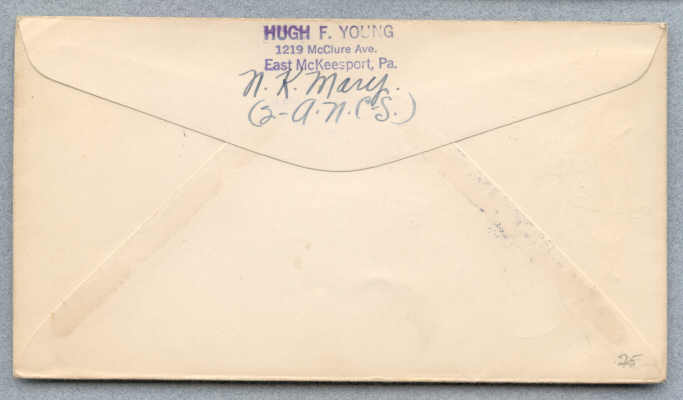 HUGH F. YOUNG
1219 McClure Ave.
East McKeesport, Pa.
N. K. Mary.
(2-A.N.C.S.)
25